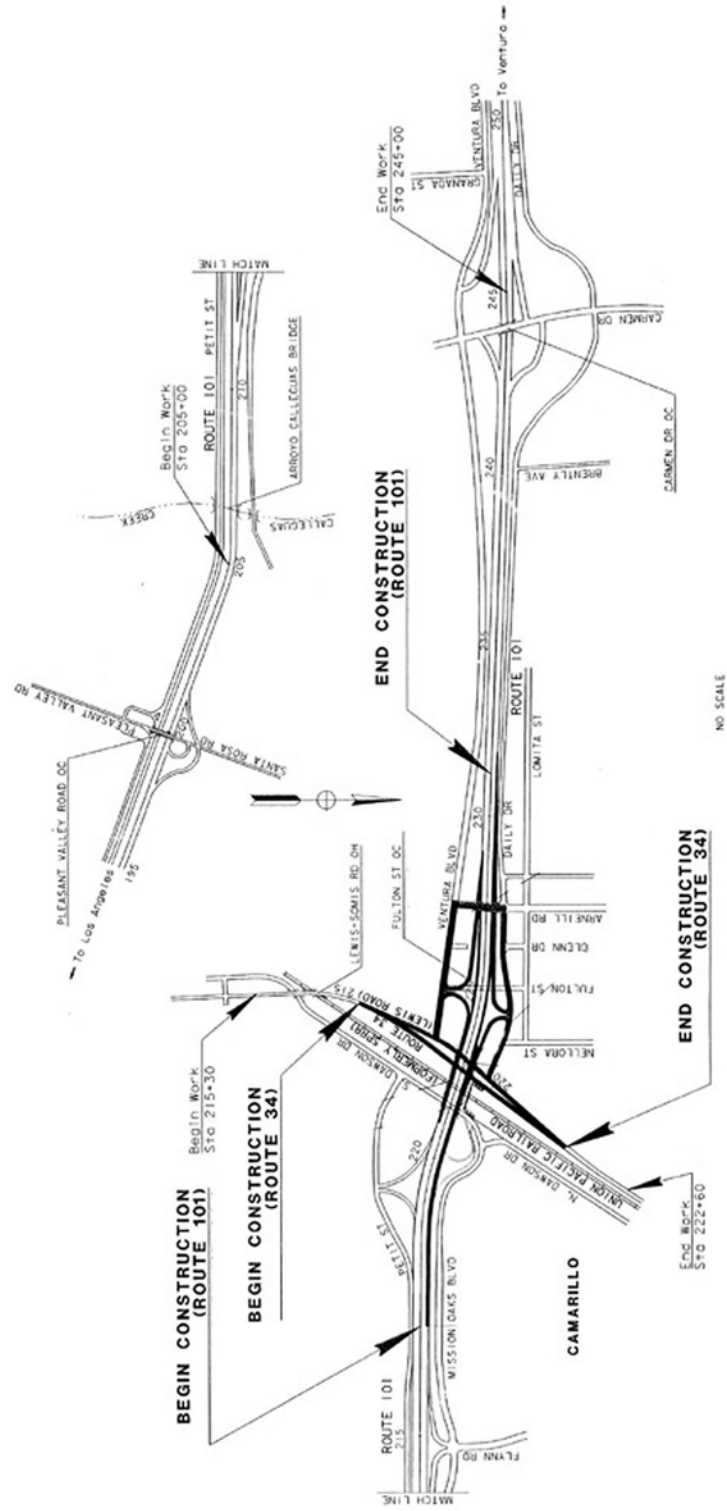 PLEASANT VALLEY ROAD OC
To Los Angeles
195
PLEASANT VALLEY RD
SANTA ROSA RD
205
CREEK
CALLEGUAS
Begin Work
Sta 205+00
ROUTE 101
PETIT ST
210
ARROYO CALLEGUAS BRIDGE
MATCH LINE
MATCH LINE
ROUTE 101
215
FLYNN RD
BEGIN CONSTRUCTION
(ROUTE 101)
MISSION OAKS BLVD
PETIT ST
220
Begin Work
Sta 215+30
BEGIN CONSTRUCTION
(ROUTE 34)
LEWIS-SOMIS RD OH
(LEWIS ROAD) 215
ROUTE 34
(FORMERLY SPRR)
S DAWSON DR
UNION PACIFIC RAILROAD
N. DAWSON DR
220
CAMARILLO
End Work
Sta 222+60
END CONSTRUCTION
(ROUTE 34)
NELLORA ST
FULTON ST
GLENN DR
ARNEILL RD
FULTON ST OC
VENTURA BLVD
DAILY DR
230
LOMITA ST
ROUTE 101
END CONSTRUCTION
(ROUTE 101)
235
240
BRENTLY AVE
CARMEN DR OC
CARMEN DR
245
End Work
Sta 245+00
GRANADA ST
VENTURA BLVD
250
DAILY DR
To Ventura
NO SCALE